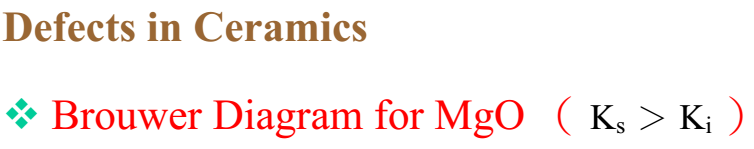 Defects in Ceramics
❖ Brouwer Diagram for MgO （ Kₛ > Kᵢ ）